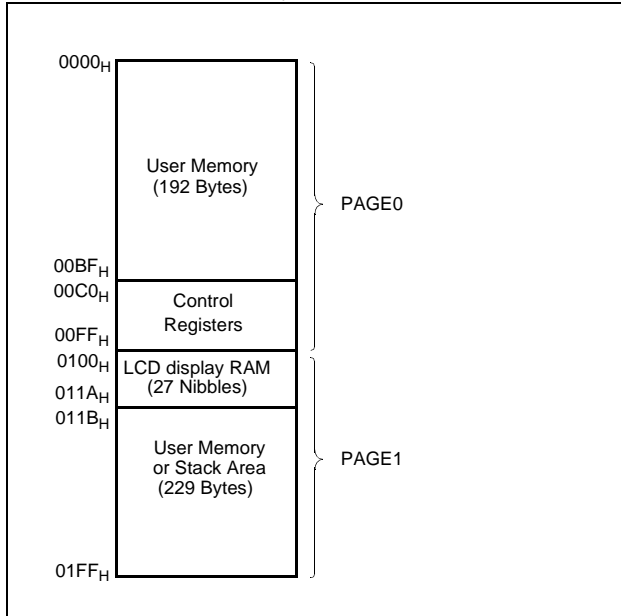 0000H
User Memory
(192 Bytes)
PAGE0
00BFH
00C0H
Control
Registers
00FFH
0100H
LCD display RAM
(27 Nibbles)
011AH
011BH
User Memory
or Stack Area
(229 Bytes)
PAGE1
01FFH